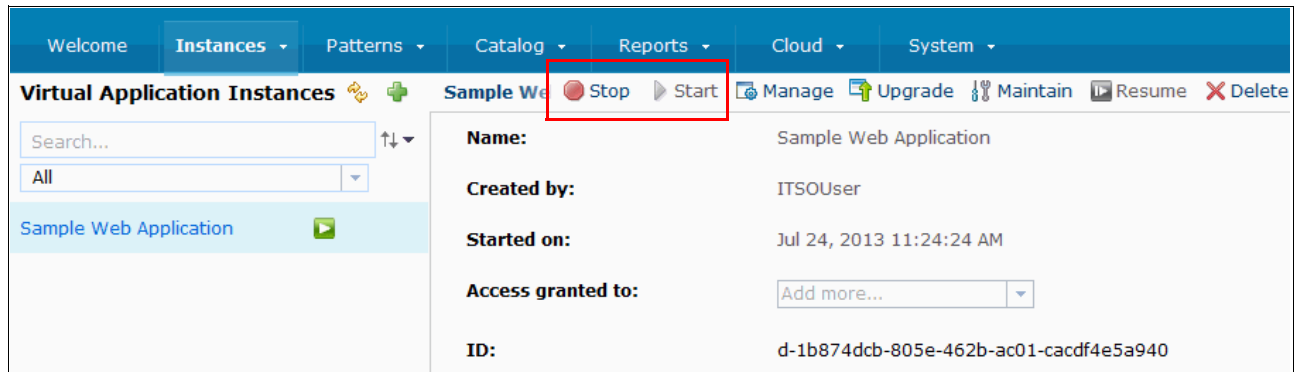 Welcome Instances Patterns Catalog Reports Cloud System
Virtual Application Instances Sample We Stop Start Manage Upgrade Maintain Resume Delete
Search...
All
Sample Web Application
Name: Sample Web Application
Created by: ITSOUser
Started on: Jul 24, 2013 11:24:24 AM
Access granted to: Add more...
ID: d-1b874dcb-805e-462b-ac01-cacdf4e5a940